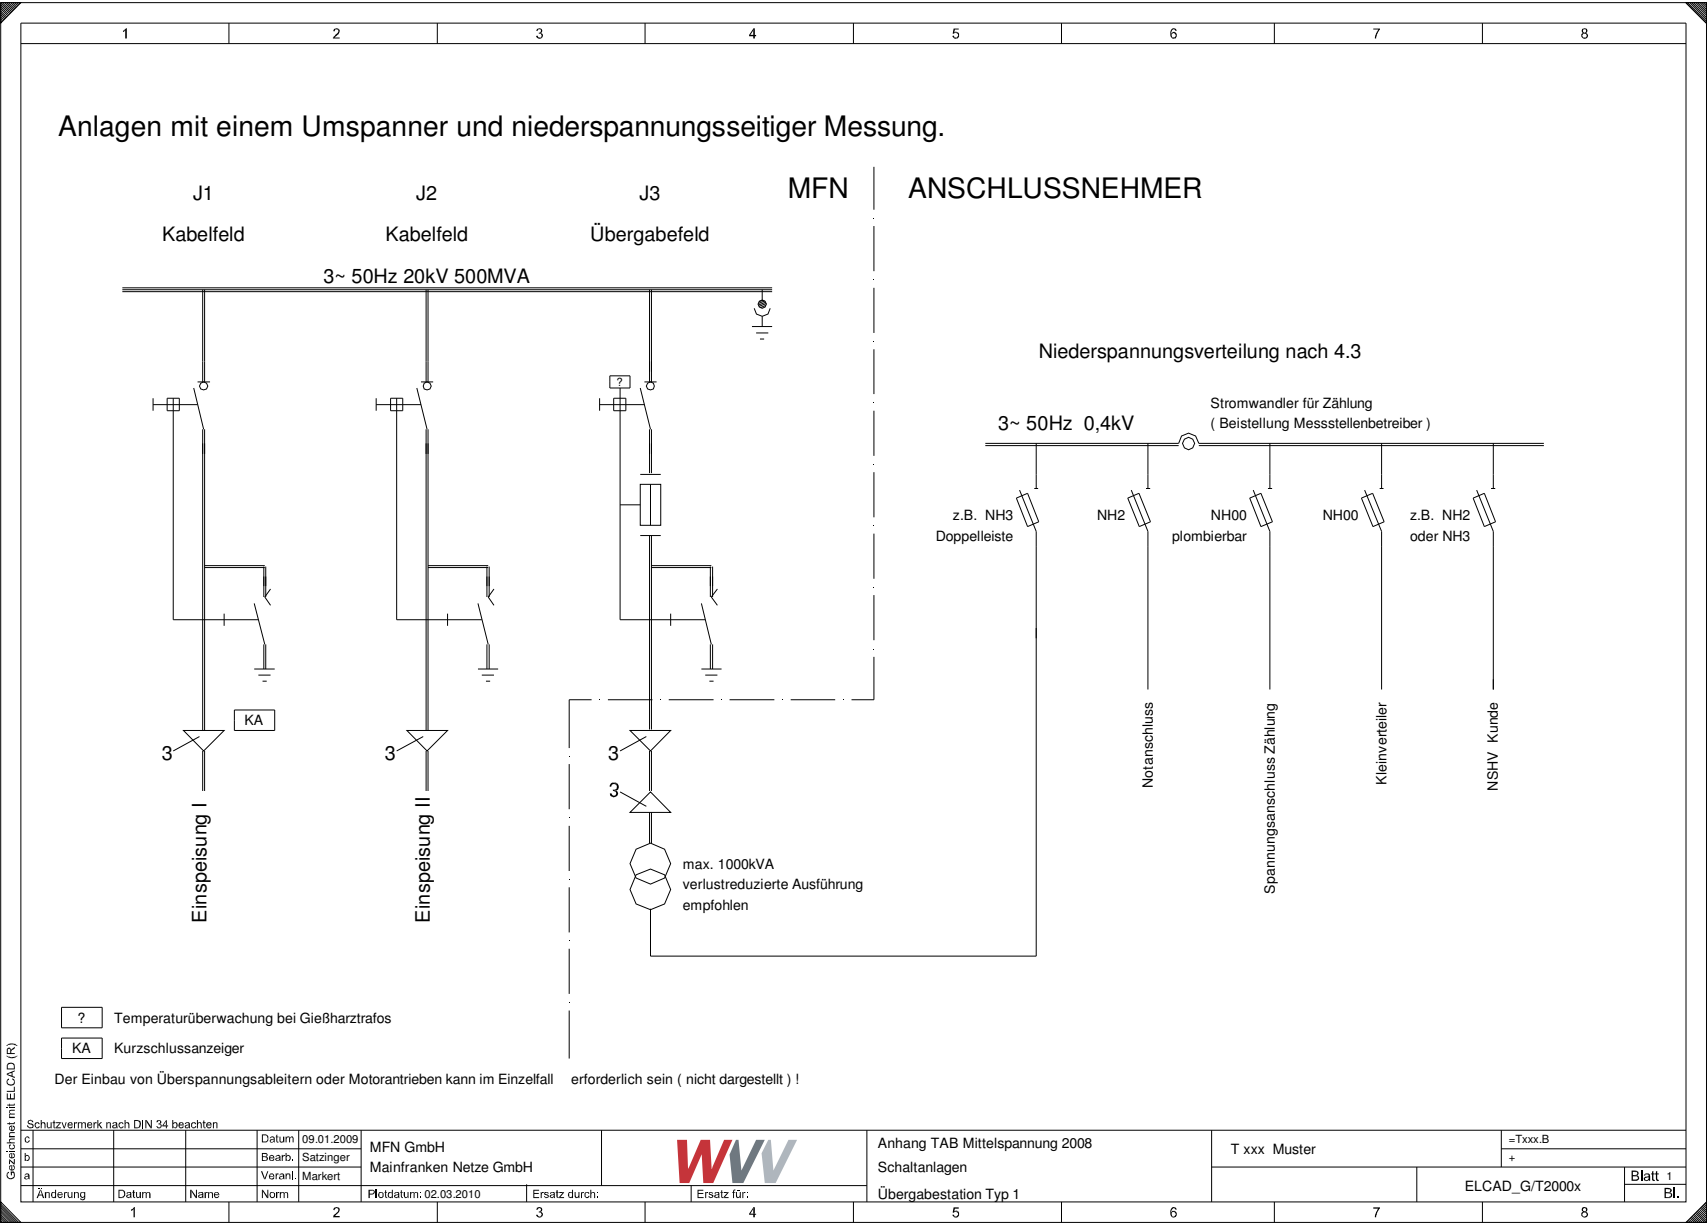 1 2 3 4 5 6 7 8
Anlagen mit einem Umspanner und niederspannungsseitiger Messung.
J1 J2 J3 MFN ANSCHLUSSNEHMER
Kabelfeld Kabelfeld Übergabefeld
3~ 50Hz 20kV 500MVA
Niederspannungsverteilung nach 4.3
?
Stromwandler für Zählung
3~ 50Hz 0,4kV ( Beistellung Messstellenbetreiber )
z.B. NH3
Doppelleiste
NH2
NH00
plombierbar
NH00
z.B. NH2
oder NH3
KA
3
3
3
3
Einspeisung I
Einspeisung II
Notanschluss
Spannungsanschluss Zählung
Kleinverteiler
NSHV Kunde
max. 1000kVA
verlustreduzierte Ausführung
empfohlen
? Temperaturüberwachung bei Gießharztrafos
KA Kurzschlussanzeiger
Der Einbau von Überspannungsableitern oder Motorantrieben kann im Einzelfall erforderlich sein ( nicht dargestellt ) !
Gezeichnet mit ELCAD (R)
Schutzvermerk nach DIN 34 beachten
c Datum 09.01.2009
b Bearb. Satzinger
a Veranl. Markert
Änderung Datum Name Norm
MFN GmbH
Mainfranken Netze GmbH
Plotdatum: 02.03.2010 Ersatz durch: Ersatz für:
WVV
Anhang TAB Mittelspannung 2008
Schaltanlagen
Übergabestation Typ 1
T xxx Muster
=Txxx.B
+
ELCAD_G/T2000x
Blatt 1
Bl.
1 2 3 4 5 6 7 8